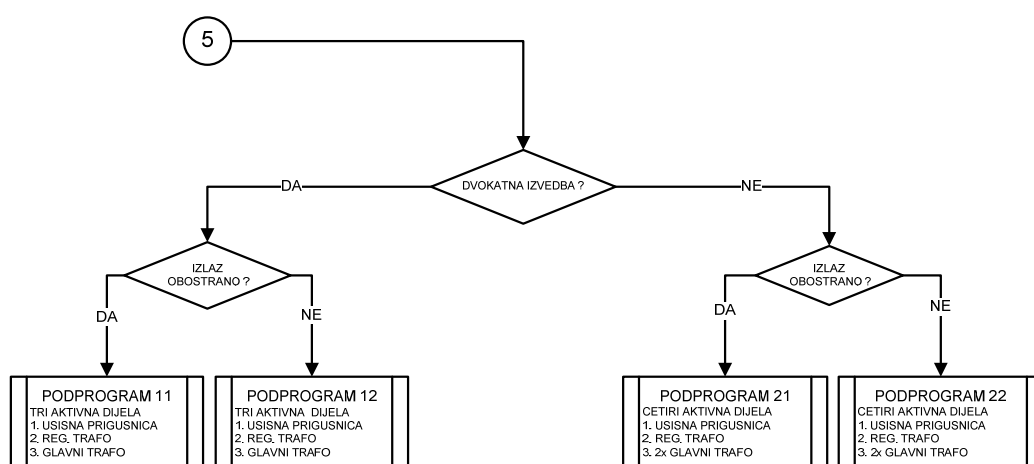 5
DVOKATNA IZVEDBA ?
DA
NE
IZLAZ
OBOSTRANO ?
IZLAZ
OBOSTRANO ?
DA
NE
DA
NE
PODPROGRAM 11
TRI AKTIVNA DIJELA
1. USISNA PRIGUSNICA
2. REG. TRAFO
3. GLAVNI TRAFO
PODPROGRAM 12
TRI AKTIVNA DIJELA
1. USISNA PRIGUSNICA
2. REG. TRAFO
3. GLAVNI TRAFO
PODPROGRAM 21
CETIRI AKTIVNA DIJELA
1. USISNA PRIGUSNICA
2. REG. TRAFO
3. 2x GLAVNI TRAFO
PODPROGRAM 22
CETIRI AKTIVNA DIJELA
1. USISNA PRIGUSNICA
2. REG. TRAFO
3. 2x GLAVNI TRAFO